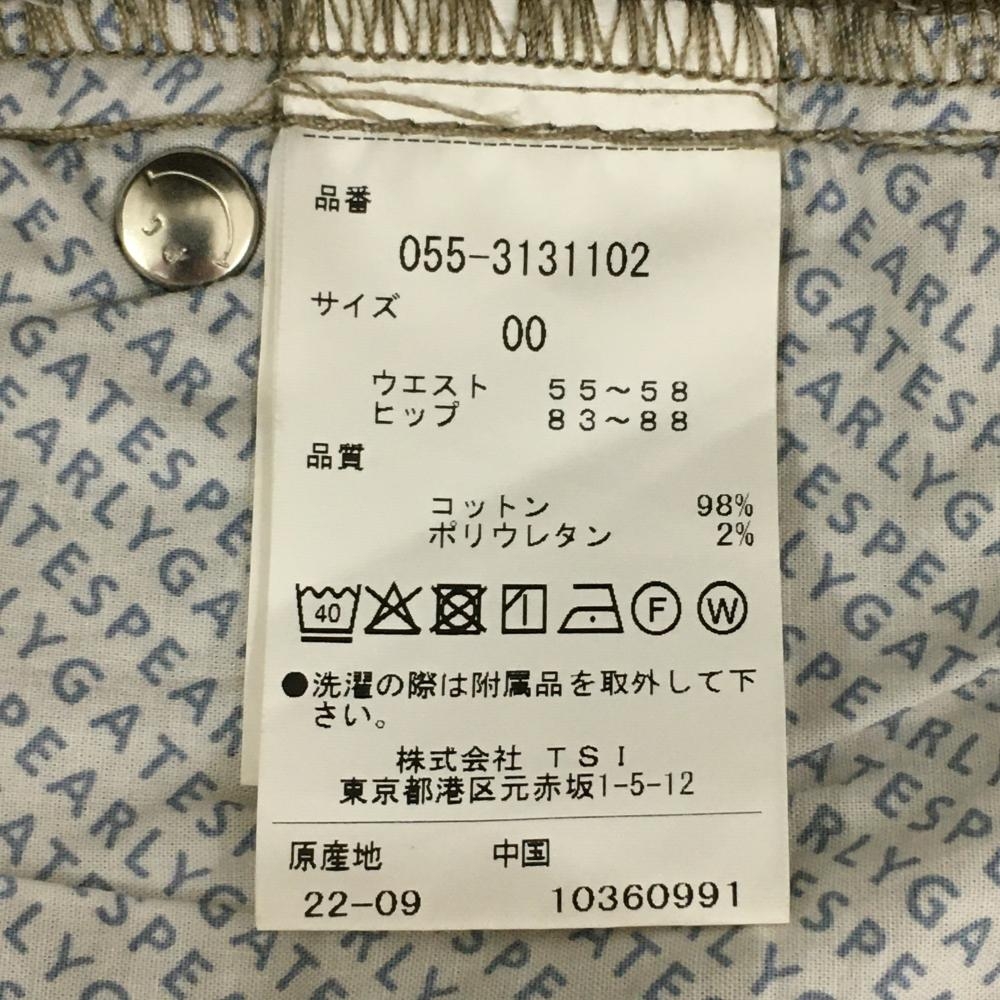 品番
055-3131102
サイズ
00
ウエスト 55～58
ヒップ 83～88
品質
コットン 98%
ポリウレタン 2%
40 F W
●洗濯の際は附属品を取外して下
さい。
株式会社 TSI
東京都港区元赤坂1-5-12
原産地 中国
22-09 10360991
PEARLYGATES